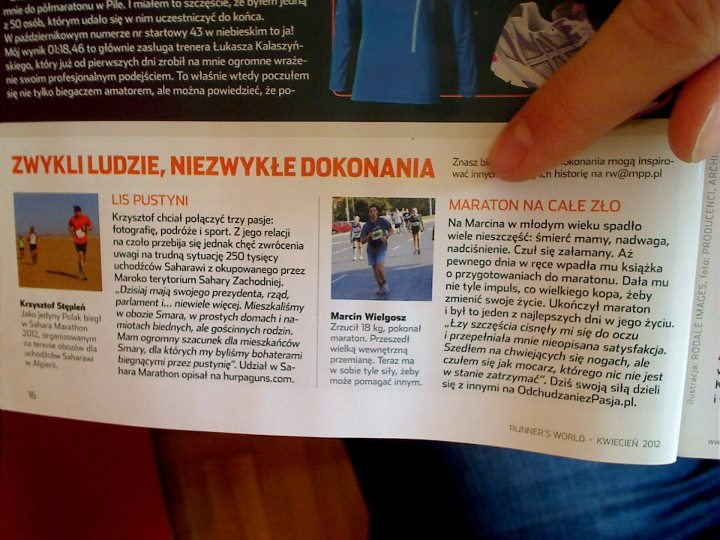 mnie do półmaratonu w Pile. I miałem to szczęście, że byłem jedną
z 50 osób, którym udało się w nim uczestniczyć do końca.
W październikowym numerze nr startowy 43 w niebieskim to ja!
Mój wynik 01:18,46 to głównie zasługa trenera Łukasza Kalaszyń-
skiego, który już od pierwszych dni zrobił na mnie ogromne wraże-
nie swoim profesjonalnym podejściem. To właśnie wtedy poczułem
się nie tylko biegaczem amatorem, ale można powiedzieć, że po-
ZWYKLI LUDZIE, NIEZWYKŁE DOKONANIA
Znasz dokonania mogą inspiro-
wać innych historię na rw@mpp.pl
LIS PUSTYNI
Krzysztof chciał połączyć trzy pasje:
fotografię, podróże i sport. Z jego relacji
na czoło przebija się jednak chęć zwrócenia
uwagi na trudną sytuację 250 tysięcy
uchodźców Saharawi z okupowanego przez
Maroko terytorium Sahary Zachodniej.
„Dzisiaj mają swojego prezydenta, rząd,
parlament i... niewiele więcej. Mieszkaliśmy
w obozie Smara, w prostych domach i na-
miotach biednych, ale gościnnych rodzin.
Mam ogromny szacunek dla mieszkańców
Smary, dla których my byliśmy bohaterami
biegnącymi przez pustynię”. Udział w Sa-
hara Marathon opisał na hurpaguns.com.
Krzysztof Stępień
Jako jedyny Polak biegł
w Sahara Marathon
2012, organizowanym
na terenie obozów dla
uchodźców Saharawi
w Algierii.
16
Marcin Wielgosz
Zrzucił 18 kg, pokonał
maraton. Przeszedł
wielką wewnętrzną
przemianę. Teraz ma
w sobie tyle siły, żeby
może pomagać innym.
MARATON NA CAŁE ZŁO
Na Marcina w młodym wieku spadło
wiele nieszczęść: śmierć mamy, nadwaga,
nadciśnienie. Czuł się załamany. Aż
pewnego dnia w ręce wpadła mu książka
o przygotowaniach do maratonu. Dała mu
nie tyle impuls, co wielkiego kopa, żeby
zmienić swoje życie. Ukończył maraton
i był to jeden z najlepszych dni w jego życiu.
„Łzy szczęścia cisnęły mi się do oczu
i przepełniała mnie nieopisana satysfakcja.
Szedłem na chwiejących się nogach, ale
czułem się jak mocarz, którego nic nie jest
w stanie zatrzymać”. Dziś swoją siłą dzieli
się z innymi na OdchudzaniezPasja.pl.
RUNNER'S WORLD • KWIECIEŃ 2012
ilustracja: RODALE IMAGES, foto: PRODUCENCI, ARCHI